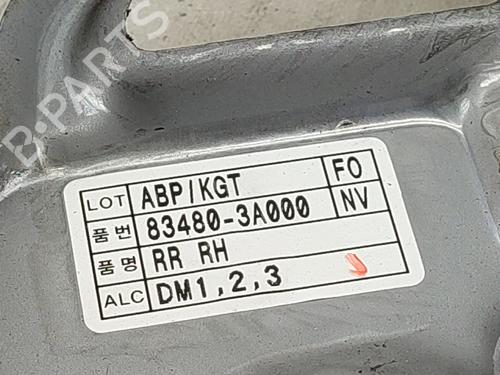 B-PARTS
LOT ABP/KGT FO
품 번 83480-3A000 NV
품 명 RR RH
ALC DM1,2,3